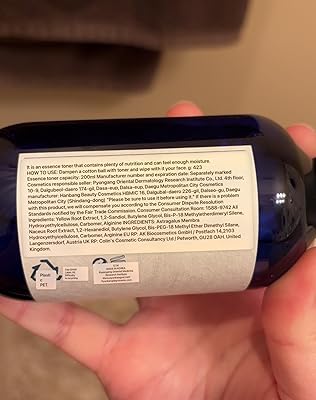 It is an essence toner that contains plenty of nutrition and can feel enough moisture.
HOW TO USE: Dampen a cotton ball with toner and wipe with it your face. g: 423
Essence toner capacity. 200ml Manufacturer number and expiration date: Separately marked
Cosmetics responsible seller: Pyongang Oriental Dermatology Research Institute Co., Ltd. 4th floor,
10-9, Dalgubeol-daero 174-gil, Dasa-eup, Dalsa-eup, Daegu Metropolitan City Cosmetics
manufacturer: Hanbang Beauty Cosmetics HBMIC 16, Dalgubal-daero 226-gil, Dalseo-gu, Daegu
Metropolitan City (Shindang-dong) "Please be sure to use it before using it." If there is a problem
with this product, we will compensate you according to the Consumer Dispute Resolution
Standards notified by the Fair Trade Commission. Consumer Consultation Room: 1588-9742 All
Ingredients: Yellow Root Extract, 1,2-Sandiol, Butylene Glycol, Bis-P-18 Methyletherdimeryl Silene,
Hydroxyethylcellulose, Carbomer, Arginine INGREDIENTS: Astragalus Membra
Naceus Root Extract, 1,2-Hexanediol, Butylene Glycol, Bis-PEG-18 Methyl Ether Dimethyl Silane,
Hydroxyethylcellulose, Carbomer, Arginine EU RP: AK Biocosmetics GmbH / Postfach 14,2103
Langenzersdorf, Austria UK RP: Colin's Cosmetic Consultancy Ltd / Petworth, GU28 0AH, United
Kingdom.
PET